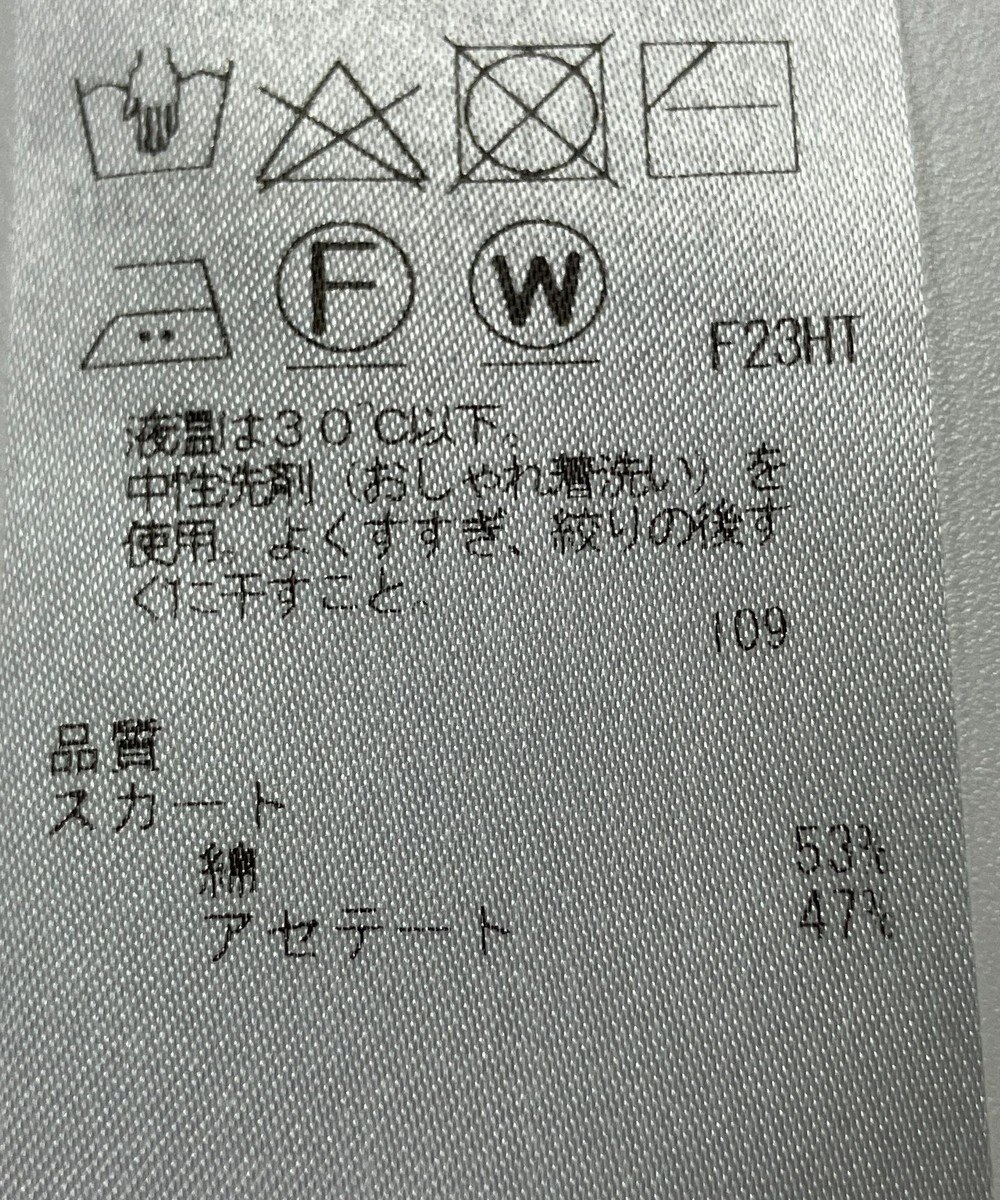 F
W
F23HT
液温は30℃以下。
中性洗剤（おしゃれ着洗い）を
使用。よくすすぎ、絞りの後す
ぐに干すこと。
109
品質
スカート
綿 53%
アセテート 47%